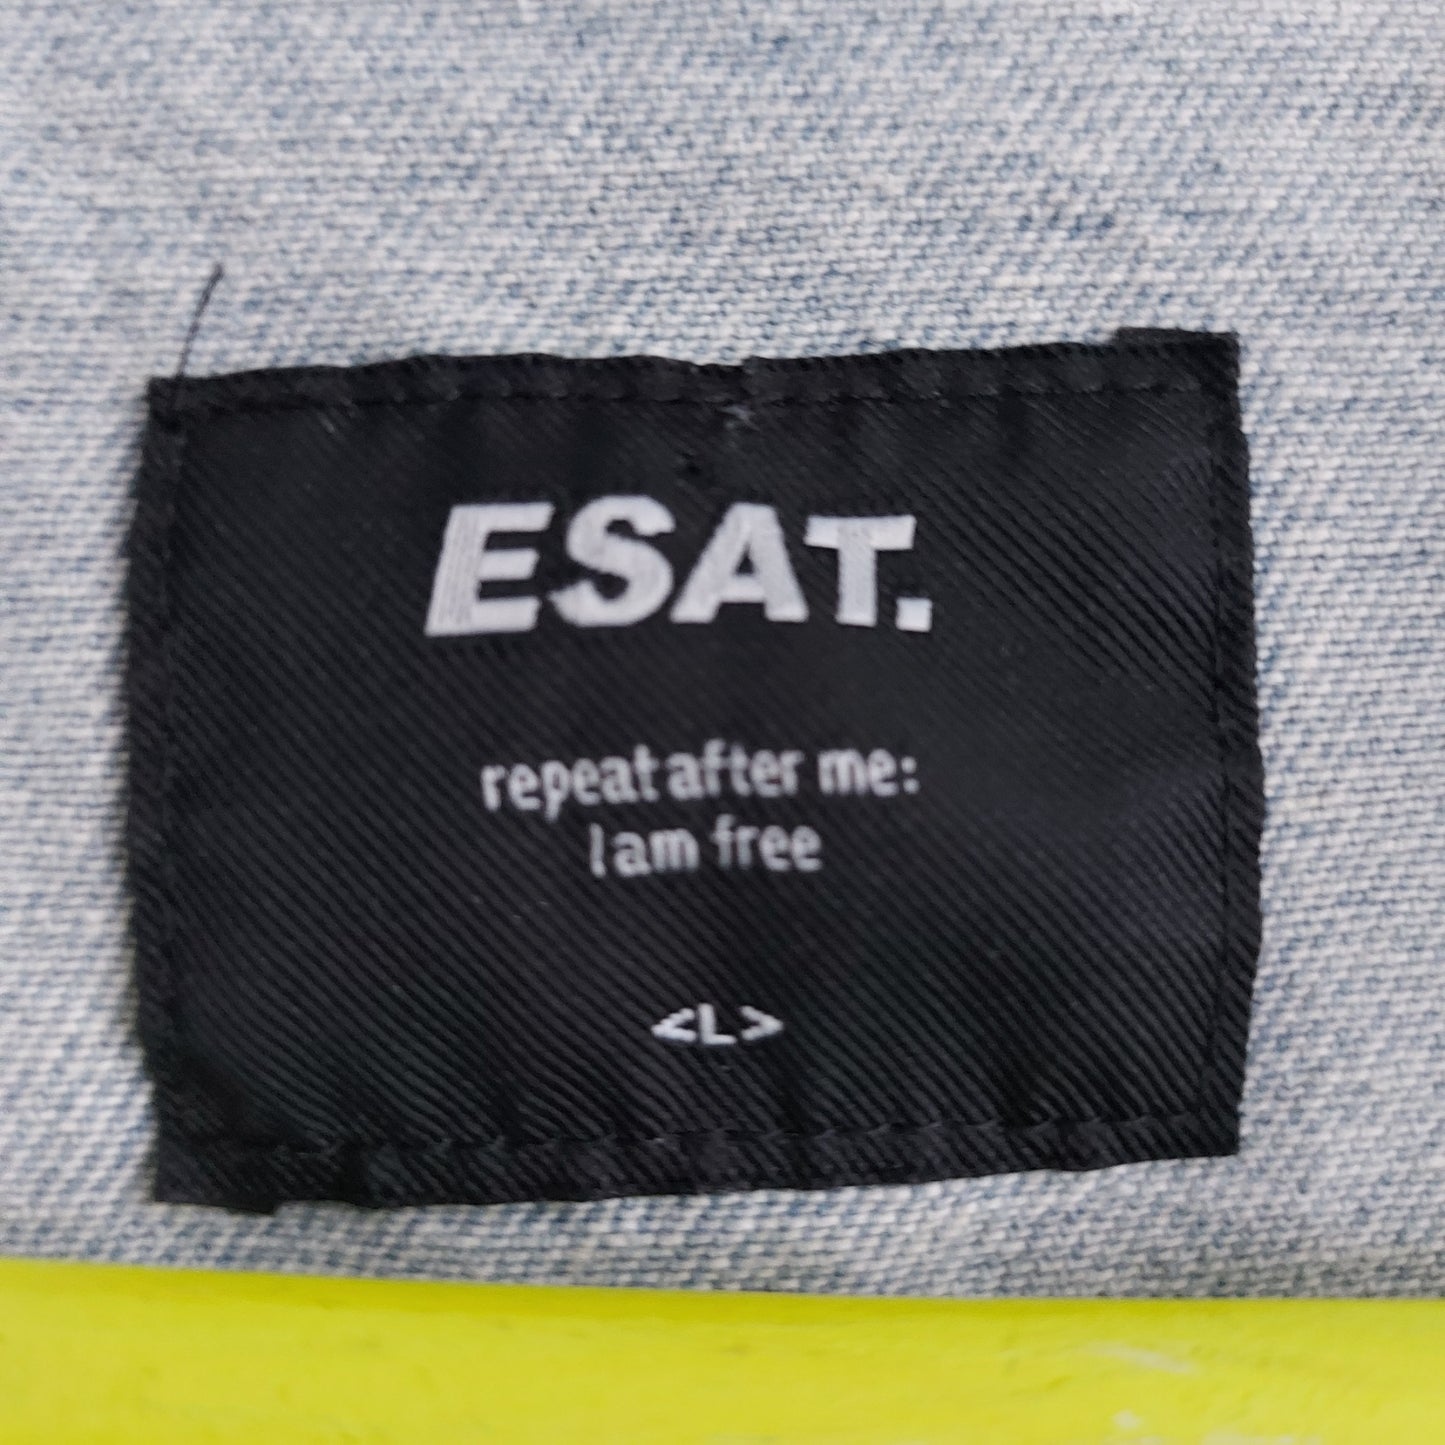 ESAT.
repeat after me:
I am free
<L>